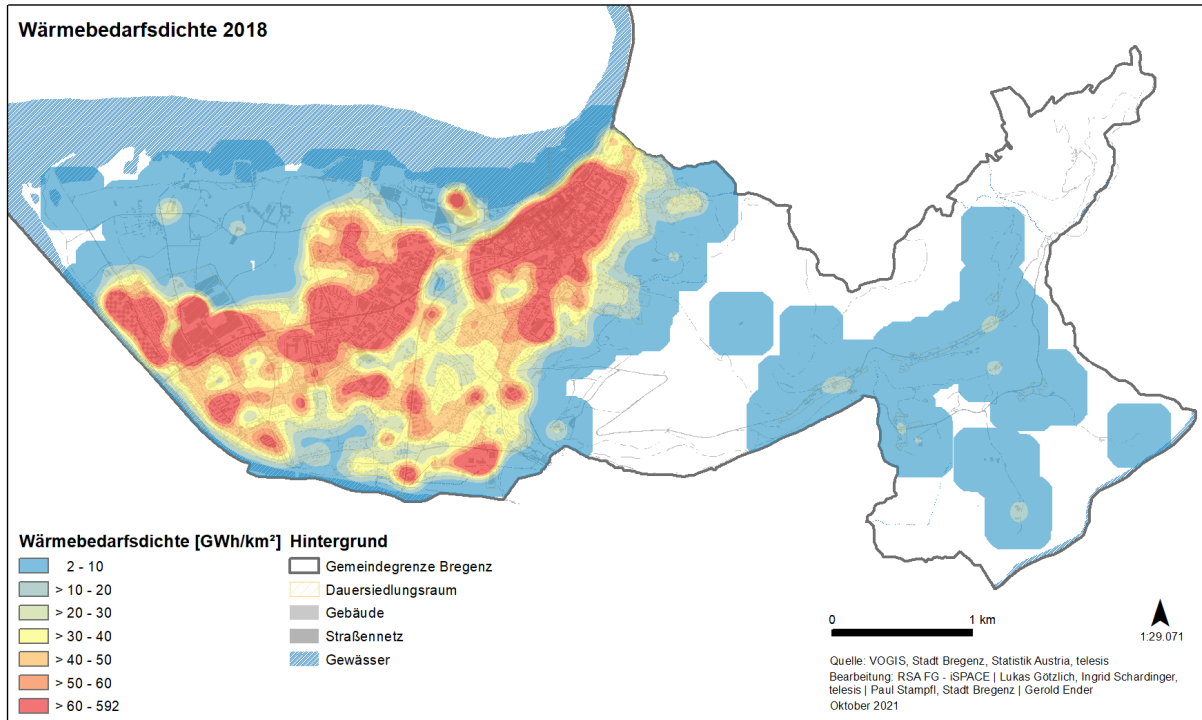 Wärmebedarfsdichte 2018
Wärmebedarfsdichte [GWh/km²]
2 - 10
> 10 - 20
> 20 - 30
> 30 - 40
> 40 - 50
> 50 - 60
> 60 - 592
Hintergrund
Gemeindegrenze Bregenz
Dauersiedlungsraum
Gebäude
Straßennetz
Gewässer
0 1 km
1:29.071
Quelle: VOGIS, Stadt Bregenz, Statistik Austria, telesis
Bearbeitung: RSA FG - iSPACE | Lukas Götzlich, Ingrid Schardinger,
telesis | Paul Stampfl, Stadt Bregenz | Gerold Ender
Oktober 2021